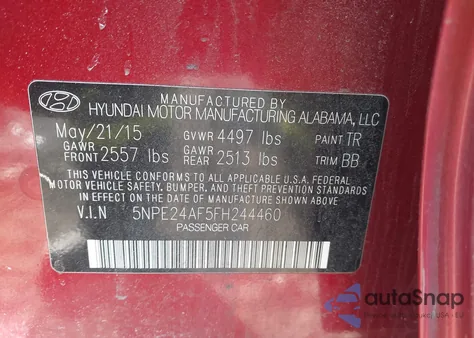 MANUFACTURED BY
HYUNDAI MOTOR MANUFACTURING ALABAMA, LLC
May/21/15 GVWR 4497 lbs PAINT TR
GAWR FRONT 2557 lbs GAWR REAR 2513 lbs TRIM BB
THIS VEHICLE CONFORMS TO ALL APPLICABLE U.S.A. FEDERAL
MOTOR VEHICLE SAFETY, BUMPER, AND THEFT PREVENTION STANDARDS
IN EFFECT ON THE DATE OF MANUFACTURE SHOWN ABOVE.
V.I.N 5NPE24AF5FH244460
PASSENGER CAR
autoSnap
USA - EU